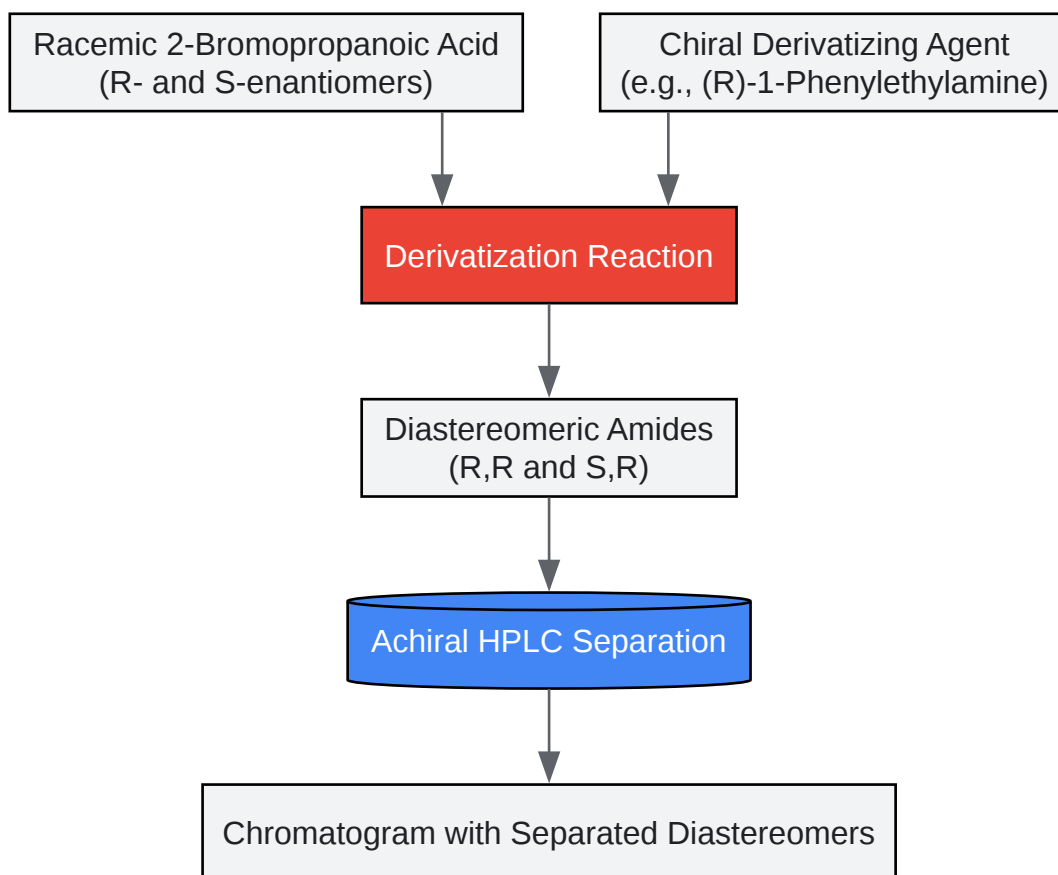 Racemic 2-Bromopropanoic Acid
(R- and S-enantiomers)
Chiral Derivatizing Agent
(e.g., (R)-1-Phenylethylamine)
Derivatization Reaction
Diastereomeric Amides
(R,R and S,R)
Achiral HPLC Separation
Chromatogram with Separated Diastereomers